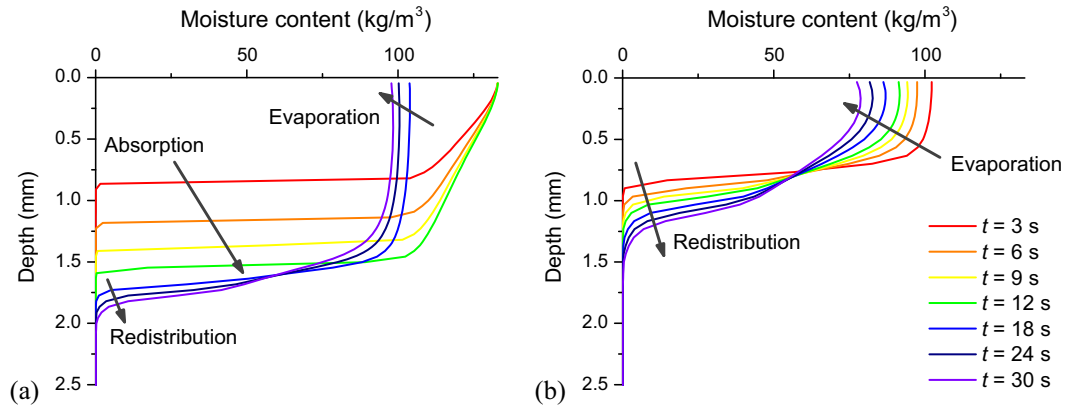 Moisture content (kg/m³)
0 50 100
0.0
0.5
1.0
1.5
2.0
2.5
Depth (mm)
Evaporation
Absorption
Redistribution
(a)
Moisture content (kg/m³)
0 50 100
0.0
0.5
1.0
1.5
2.0
2.5
Depth (mm)
Evaporation
Redistribution
t = 3 s
t = 6 s
t = 9 s
t = 12 s
t = 18 s
t = 24 s
t = 30 s
(b)